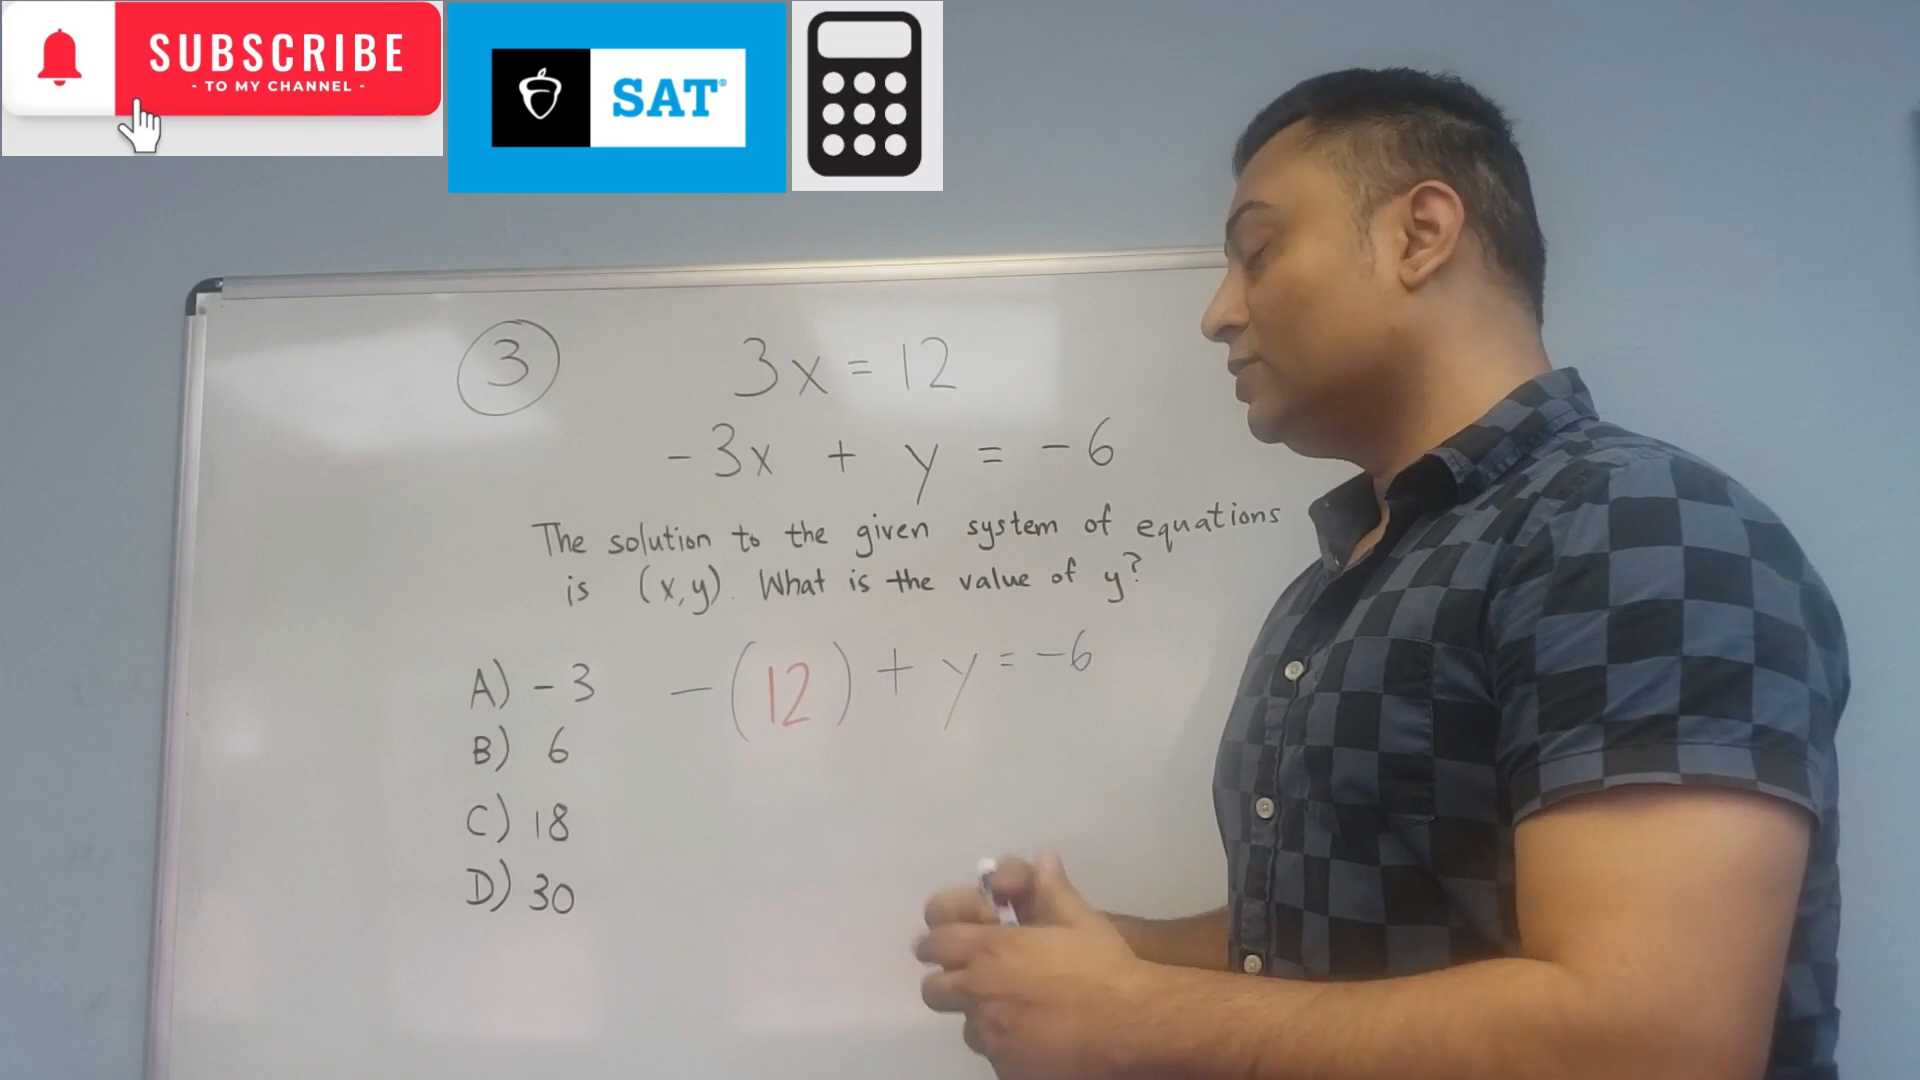 SUBSCRIBE
- TO MY CHANNEL -
SAT®
3
3x = 12
-3x + y = -6
The solution to the given system of equations
is (x,y). What is the value of y?
-(12) + y = -6
A) -3
B) 6
C) 18
D) 30